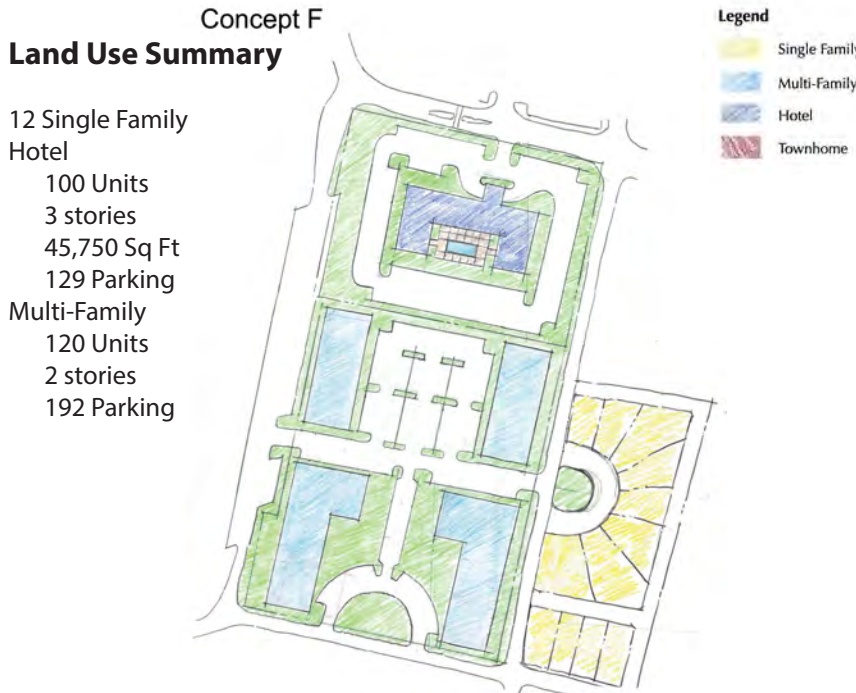 Concept F
Land Use Summary
12 Single Family
Hotel
100 Units
3 stories
45,750 Sq Ft
129 Parking
Multi-Family
120 Units
2 stories
192 Parking
Legend
Single Family
Multi-Family
Hotel
Townhome